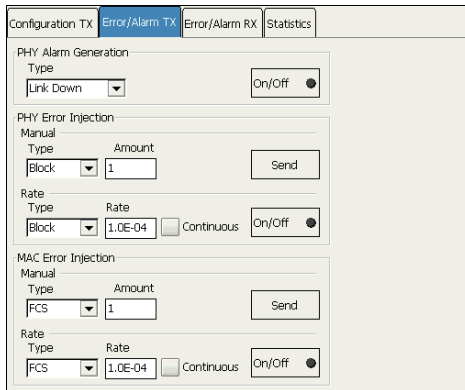 Configuration TX Error/Alarm TX Error/Alarm RX Statistics
PHY Alarm Generation
Type
Link Down On/Off
PHY Error Injection
Manual
Type Amount
Block 1 Send
Rate
Type Rate
Block 1.0E-04 Continuous On/Off
MAC Error Injection
Manual
Type Amount
FCS 1 Send
Rate
Type Rate
FCS 1.0E-04 Continuous On/Off